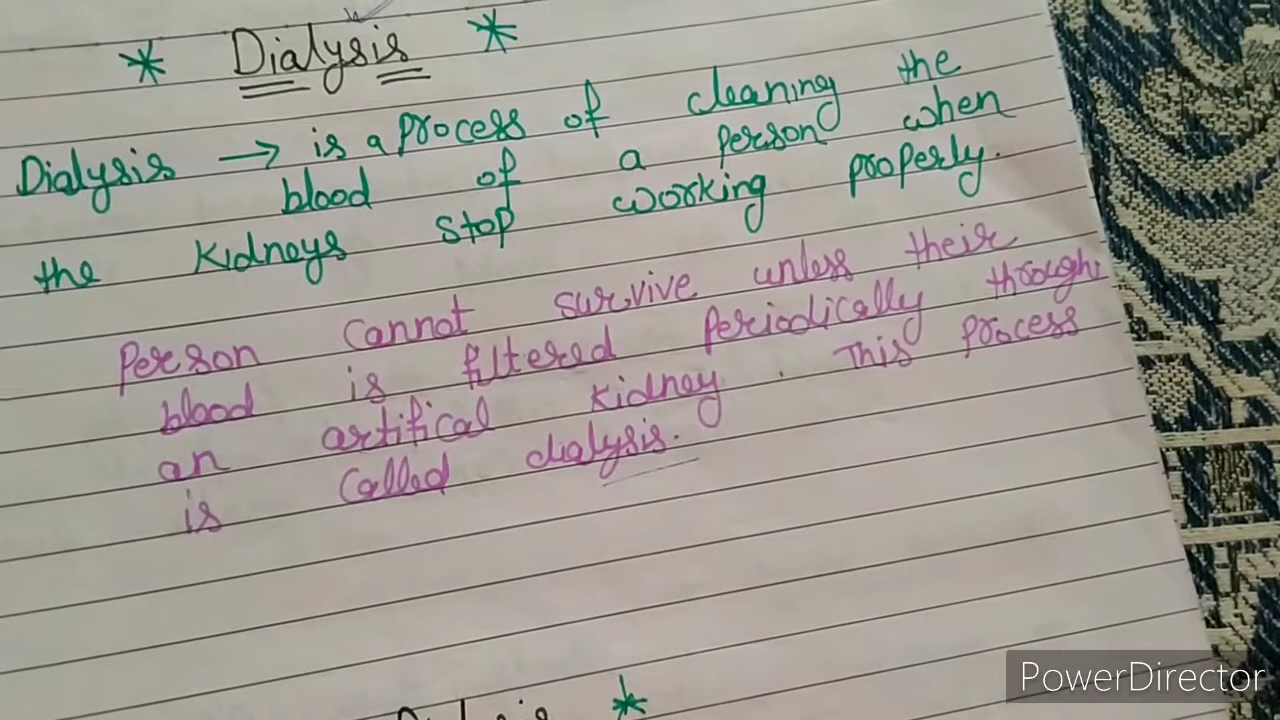 * Dialysis *
Dialysis → is a process of cleaning the
blood of a person when
the kidneys stop working properly.
Person cannot survive unless their
blood is filtered periodically through
an artifical kidney. This process
is called dialysis.
*
PowerDirector